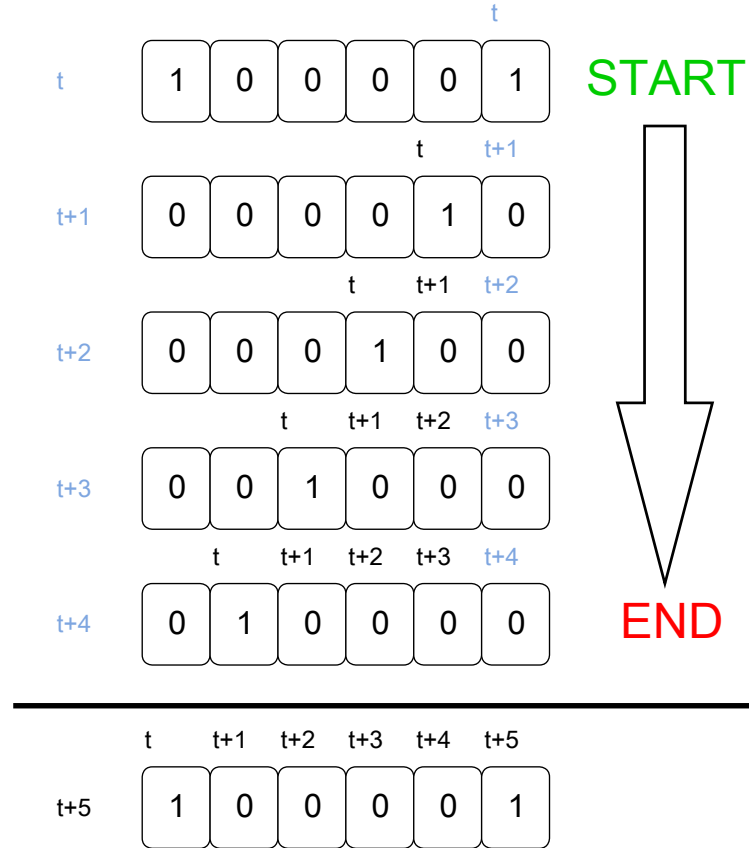 t
t 1 0 0 0 0 1 START
t t+1
t+1 0 0 0 0 1 0
t t+1 t+2
t+2 0 0 0 1 0 0
t t+1 t+2 t+3
t+3 0 0 1 0 0 0
t t+1 t+2 t+3 t+4
t+4 0 1 0 0 0 0 END
t t+1 t+2 t+3 t+4 t+5
t+5 1 0 0 0 0 1